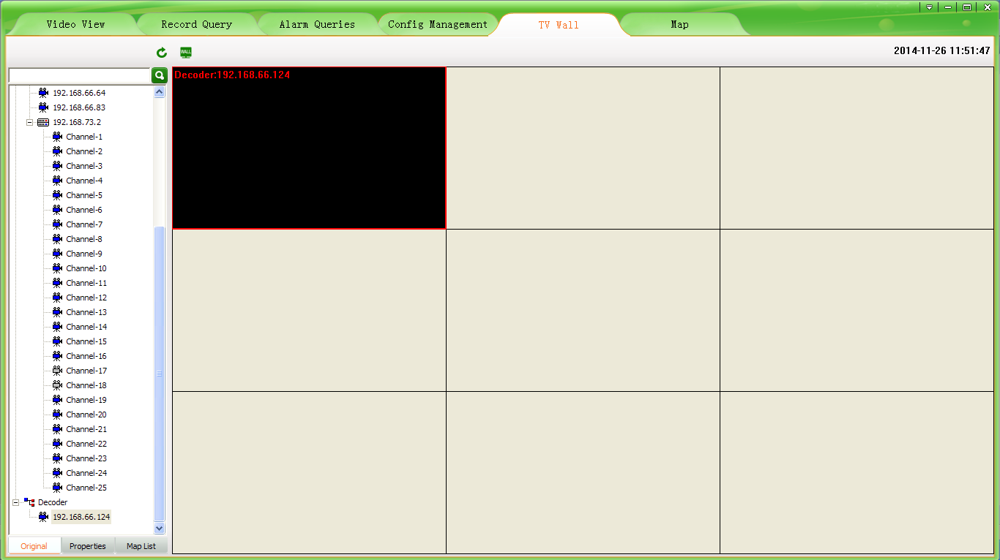 Video View
Record Query
Alarm Queries
Config Management
TV Wall
Map
WALL
2014-11-26 11:51:47
Decoder:192.168.66.124
192.168.66.64
192.168.66.83
192.168.73.2
Channel-1
Channel-2
Channel-3
Channel-4
Channel-5
Channel-6
Channel-7
Channel-8
Channel-9
Channel-10
Channel-11
Channel-12
Channel-13
Channel-14
Channel-15
Channel-16
Channel-17
Channel-18
Channel-19
Channel-20
Channel-21
Channel-22
Channel-23
Channel-24
Channel-25
Decoder
192.168.66.124
Original
Properties
Map List